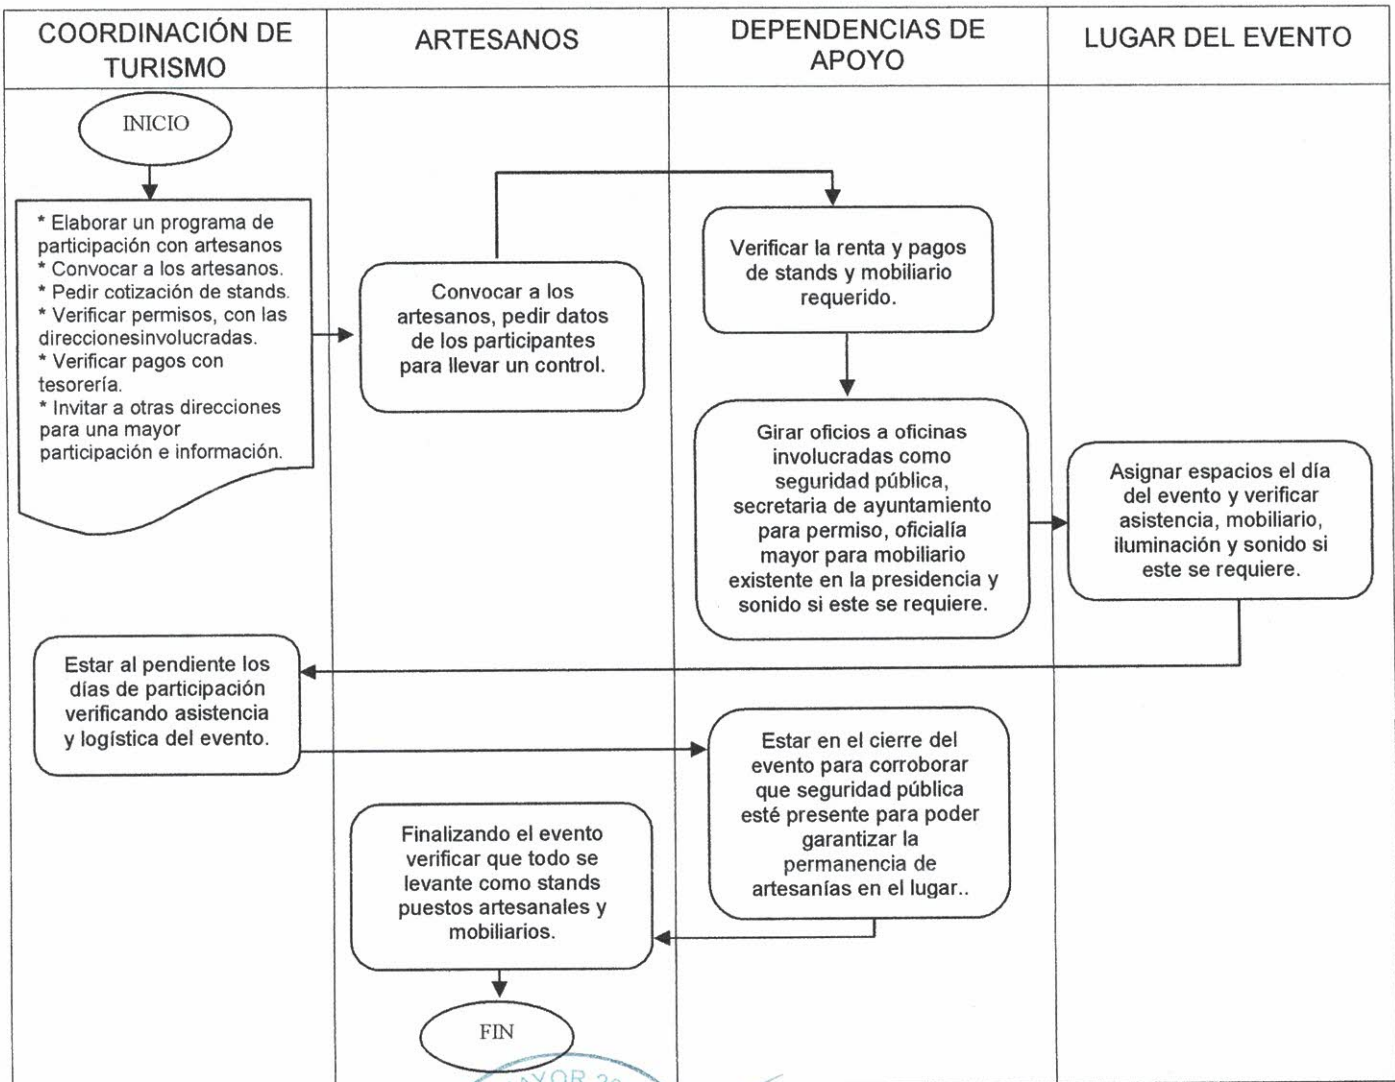 COORDINACIÓN DE
TURISMO
ARTESANOS
DEPENDENCIAS DE
APOYO
LUGAR DEL EVENTO
INICIO
* Elaborar un programa de
participación con artesanos
* Convocar a los artesanos.
* Pedir cotización de stands.
* Verificar permisos, con las
direccionesinvolucradas.
* Verificar pagos con
tesorería.
* Invitar a otras direcciones
para una mayor
participación e información.
Convocar a los
artesanos, pedir datos
de los participantes
para llevar un control.
Verificar la renta y pagos
de stands y mobiliario
requerido.
Girar oficios a oficinas
involucradas como
seguridad pública,
secretaria de ayuntamiento
para permiso, oficialía
mayor para mobiliario
existente en la presidencia y
sonido si este se requiere.
Asignar espacios el día
del evento y verificar
asistencia, mobiliario,
iluminación y sonido si
este se requiere.
Estar al pendiente los
días de participación
verificando asistencia
y logística del evento.
Estar en el cierre del
evento para corroborar
que seguridad pública
esté presente para poder
garantizar la
permanencia de
artesanías en el lugar..
Finalizando el evento
verificar que todo se
levante como stands
puestos artesanales y
mobiliarios.
FIN